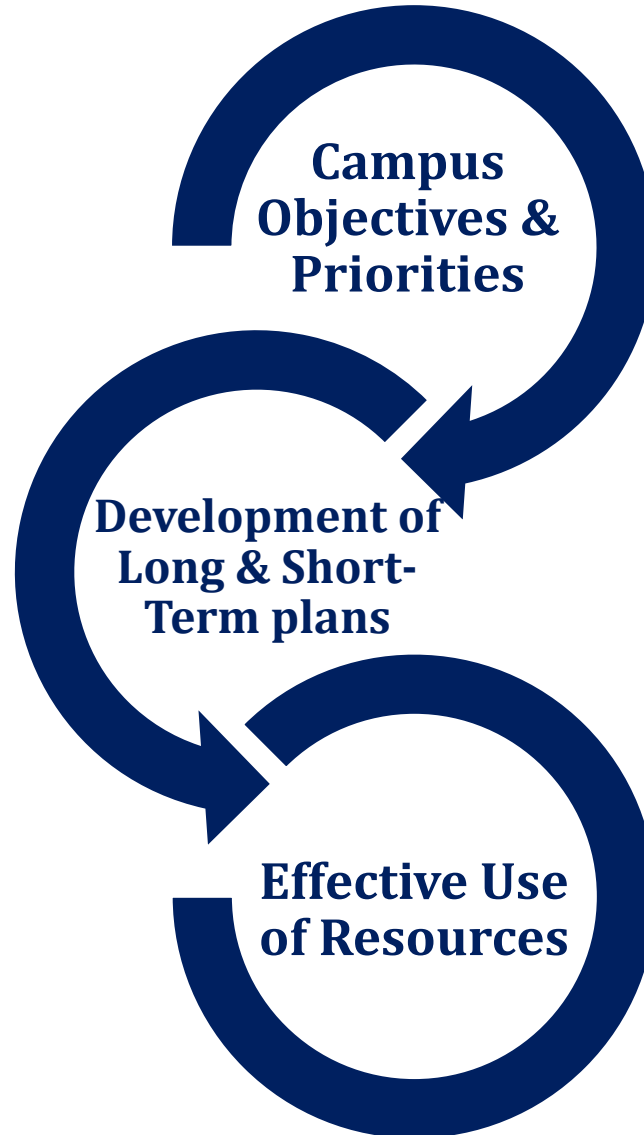 Campus
Objectives &
Priorities
Development of
Long & Short-
Term plans
Effective Use
of Resources